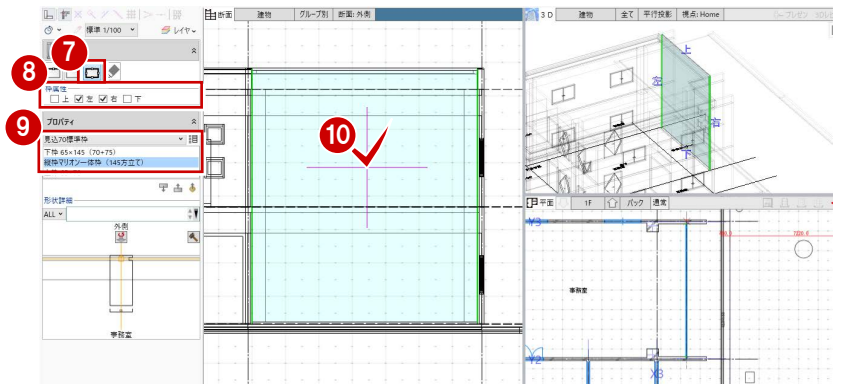 断面 建物 グループ別 断面: 外側
3 D 建物 全て 平行投影 視点: Home
標準 1/100 レイヤ
7
8
枠属性
上 左 右 下
9
プロパティ
見込70標準枠
下枠 65×145 (70+75)
縦枠マリオン一体枠 (145方立て)
形状詳細
ALL
外側
事務室
10
上
左
右
下
平面 1F バック 通常
Y3
事務室
Y2
X3